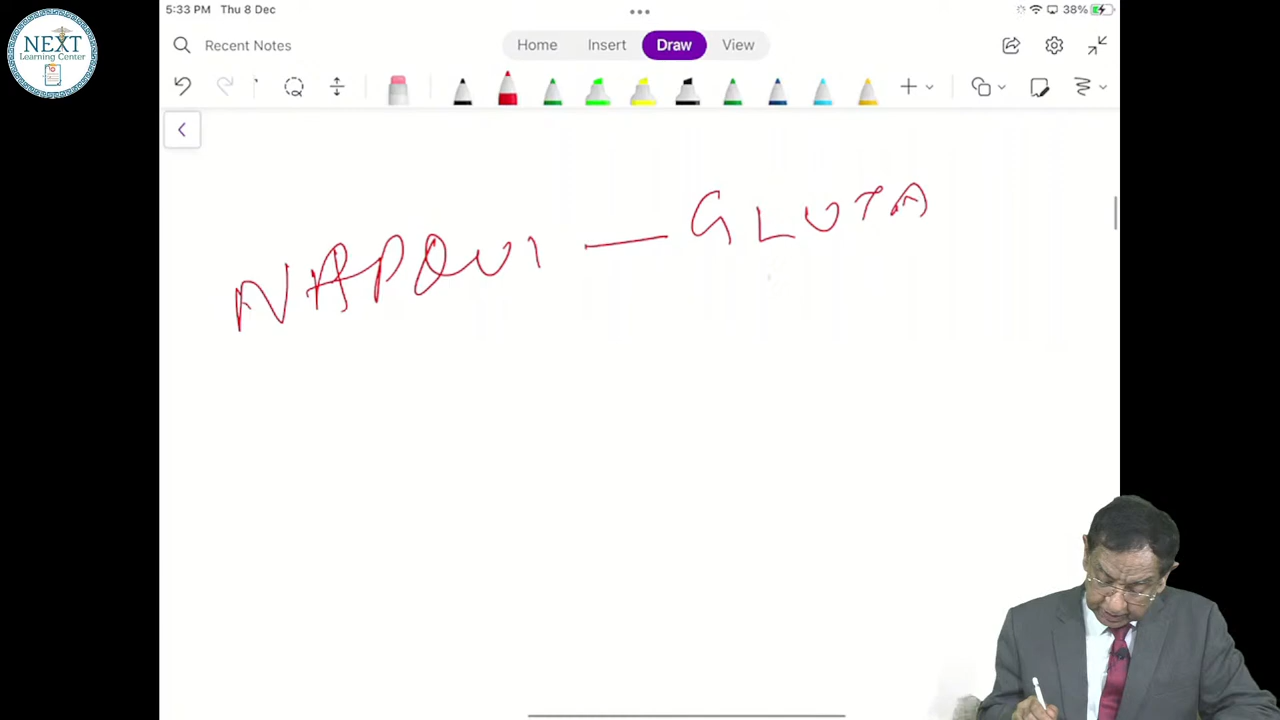 5:33 PM Thu 8 Dec
38%
NEXT
Learning Center
Recent Notes
Home Insert Draw View
NAPQUI — GLUTA